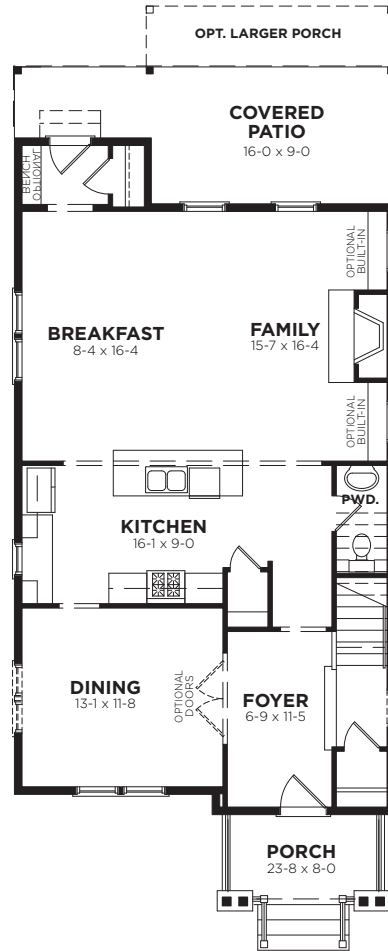 OPT. LARGER PORCH
COVERED
PATIO
16-0 x 9-0
BENCH
OPTIONAL
OPTIONAL
BUILT-IN
BREAKFAST
8-4 x 16-4
FAMILY
15-7 x 16-4
OPTIONAL
BUILT-IN
PWD.
KITCHEN
16-1 x 9-0
DINING
13-1 x 11-8
OPTIONAL
DOORS
FOYER
6-9 x 11-5
PORCH
23-8 x 8-0